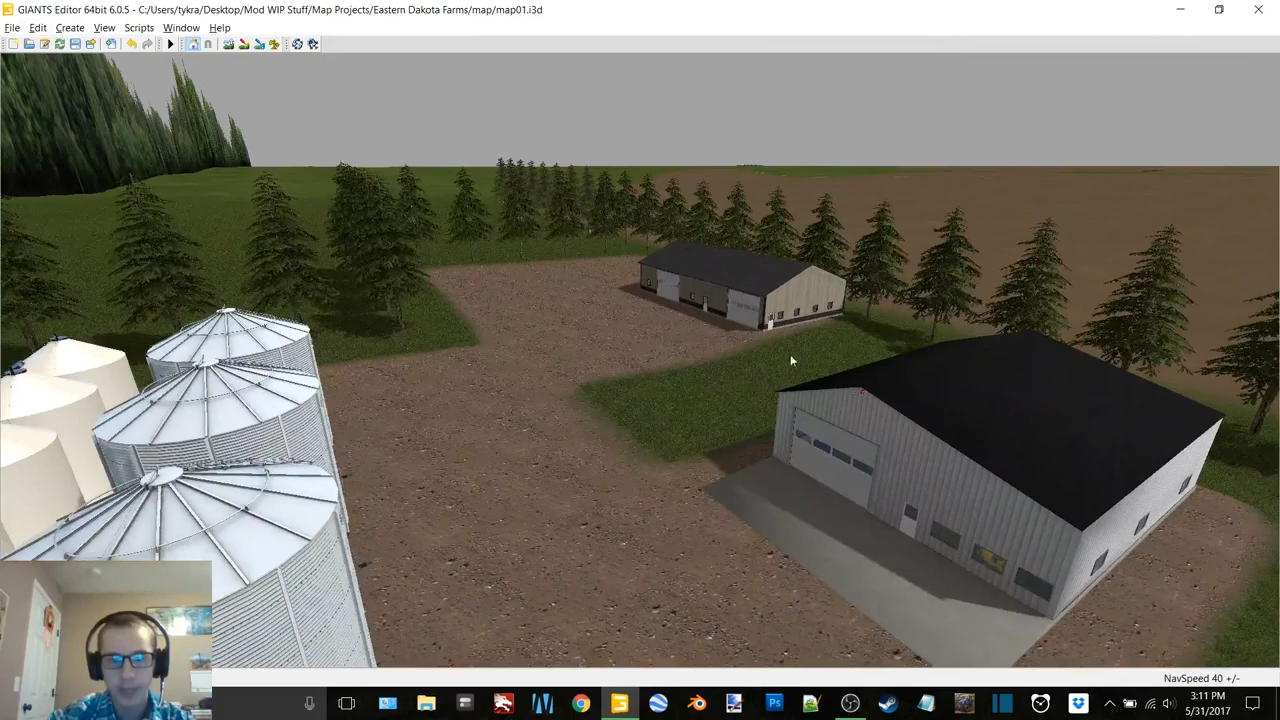 GIANTS Editor 64bit 6.0.5 - C:/Users/tykra/Desktop/Mod WIP Stuff/Map Projects/Eastern Dakota Farms/map/map01.i3d
File Edit Create View Scripts Window Help
NavSpeed 40 +/-
Ps
3:11 PM
5/31/2017